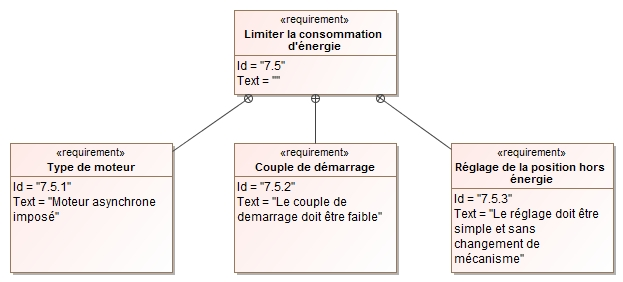 «requirement»
Limiter la consommation
d'énergie
Id = "7.5"
Text = ""
«requirement»
Type de moteur
Id = "7.5.1"
Text = "Moteur asynchrone
imposé"
«requirement»
Couple de démarrage
Id = "7.5.2"
Text = "Le couple de
demarrage doit être faible"
«requirement»
Réglage de la position hors
énergie
Id = "7.5.3"
Text = "Le réglage doit être
simple et sans
changement de
mécanisme"